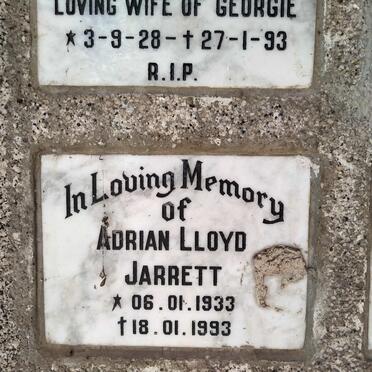 LOVING WIFE OF GEORGIE
★ 3-9-28 - † 27-1-93
R.I.P.
In Loving Memory
of
ADRIAN LLOYD
JARRETT
★ 06.01.1933
† 18.01.1993